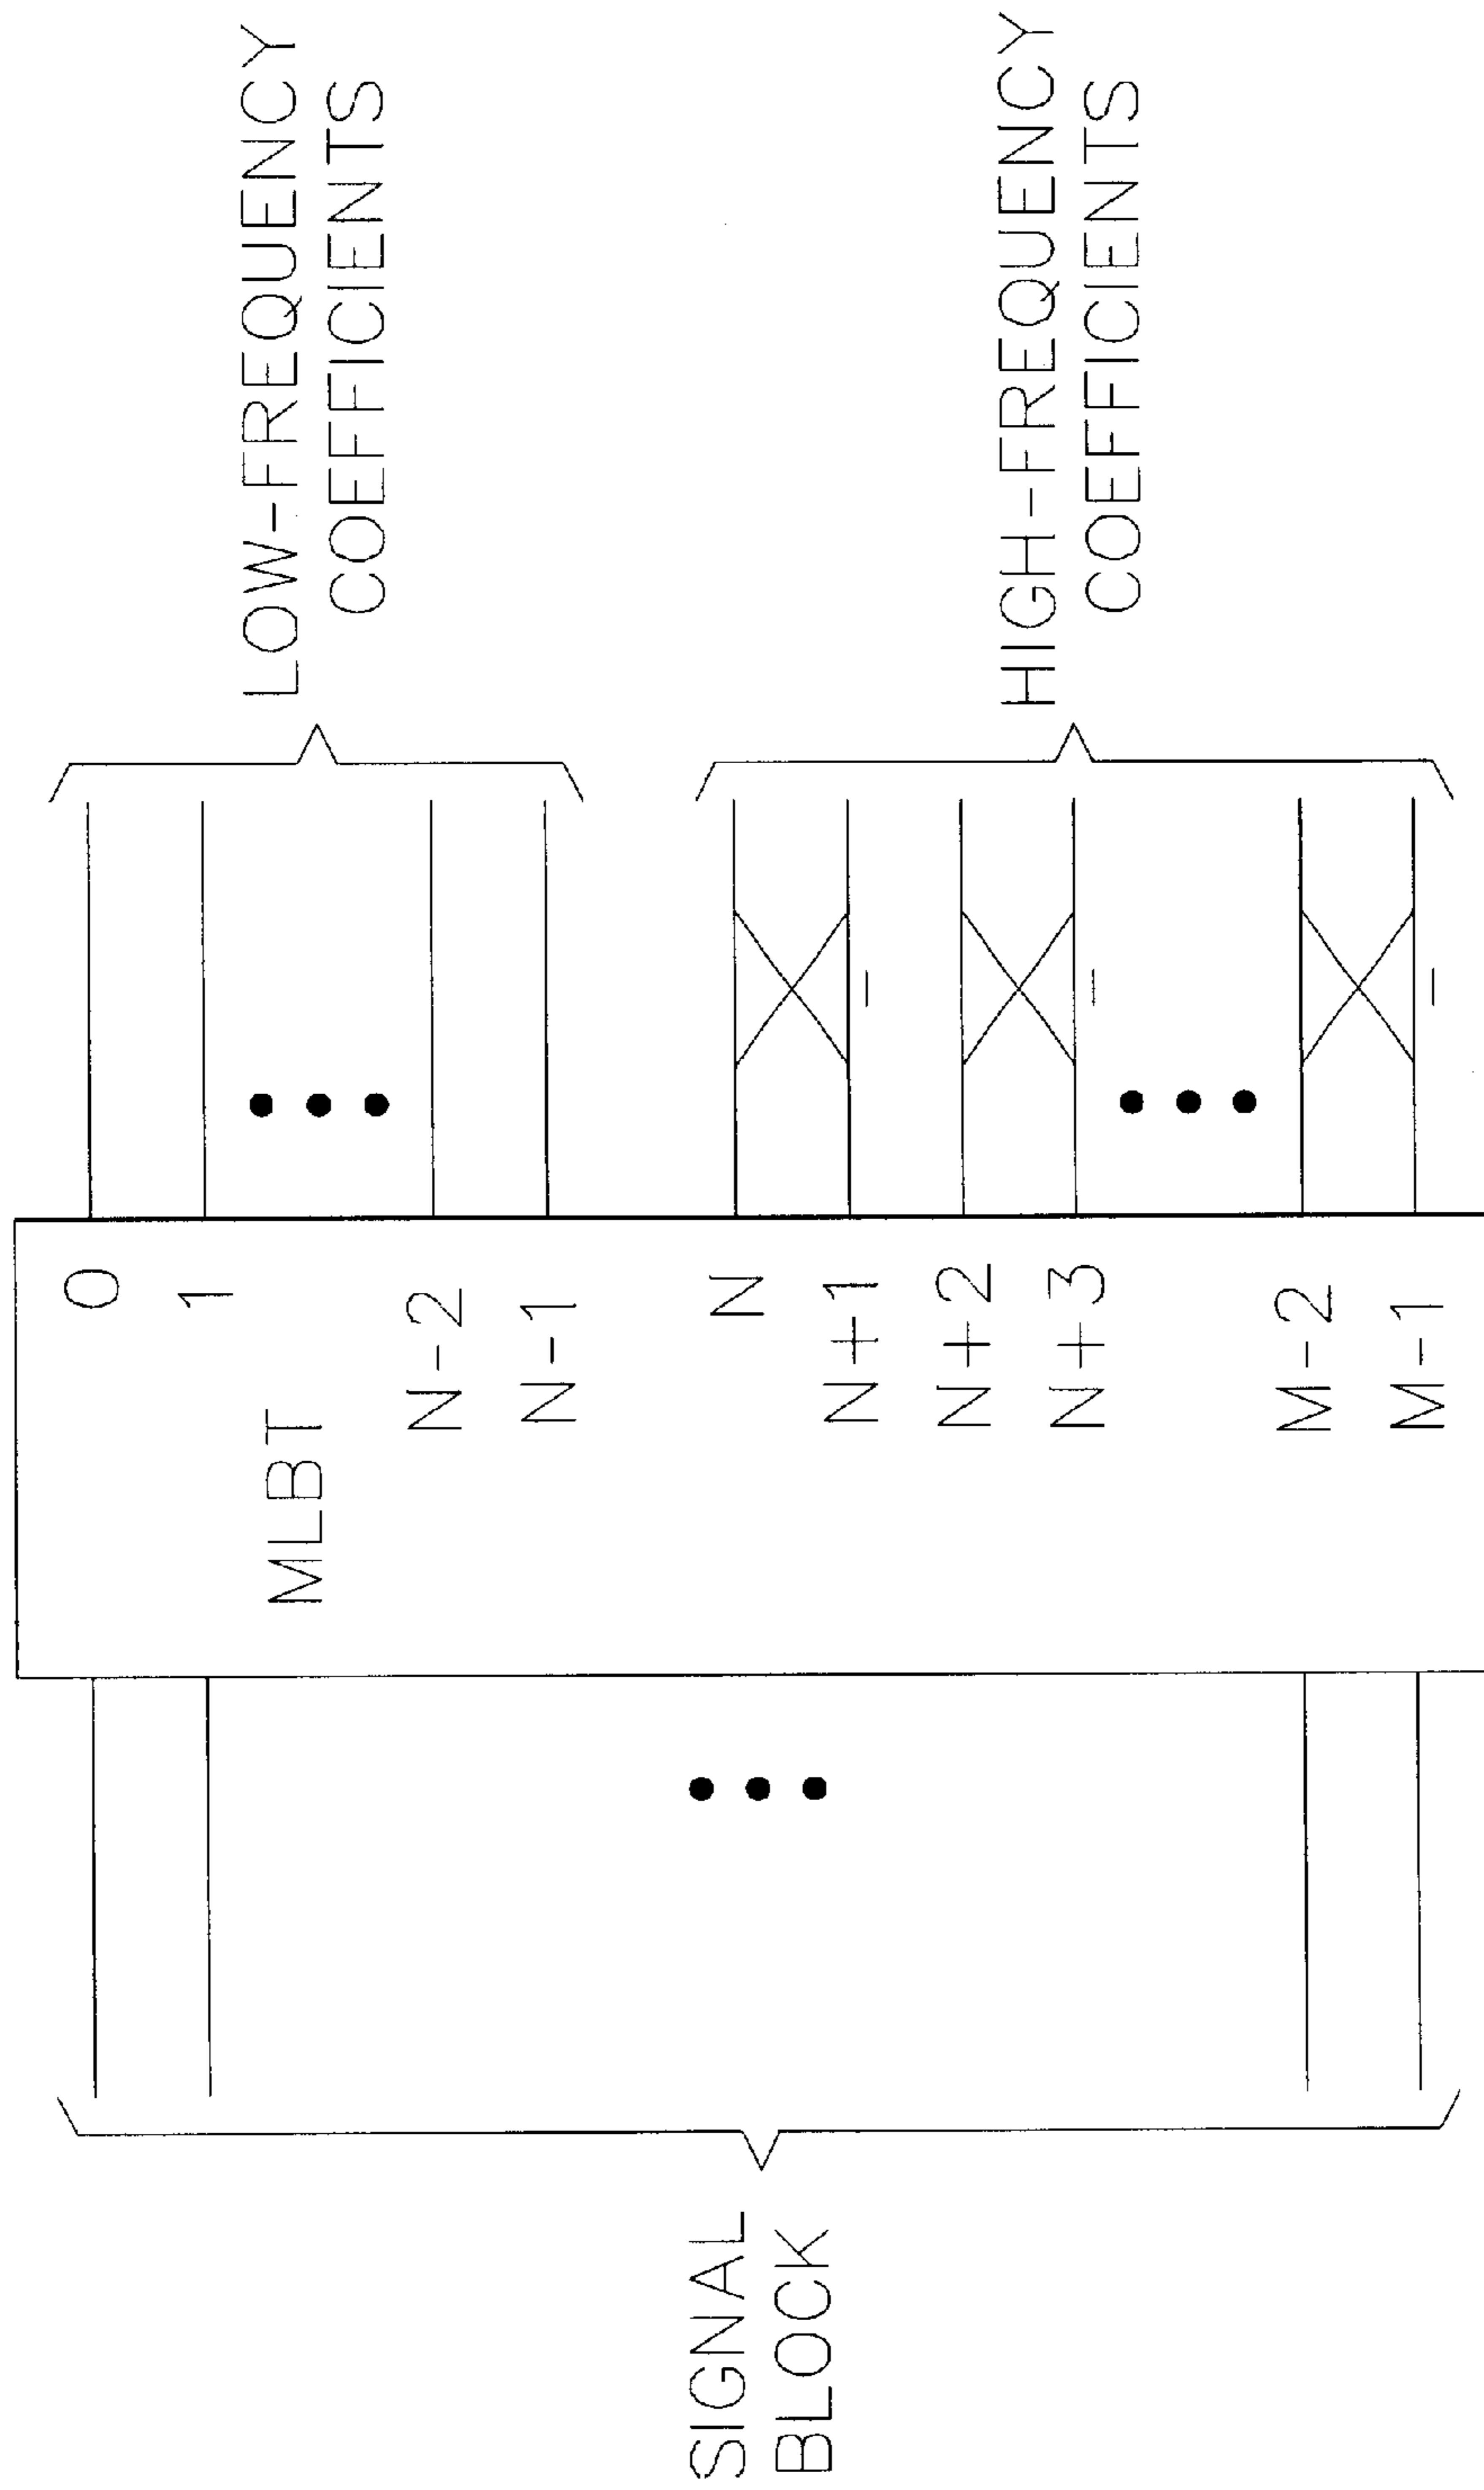 SIGNAL
BLOCK
MLBT
0
1
N-2
N-1
N
N+1
N+2
N+3
M-2
M-1
LOW-FREQUENCY
COEFFICIENTS
HIGH-FREQUENCY
COEFFICIENTS